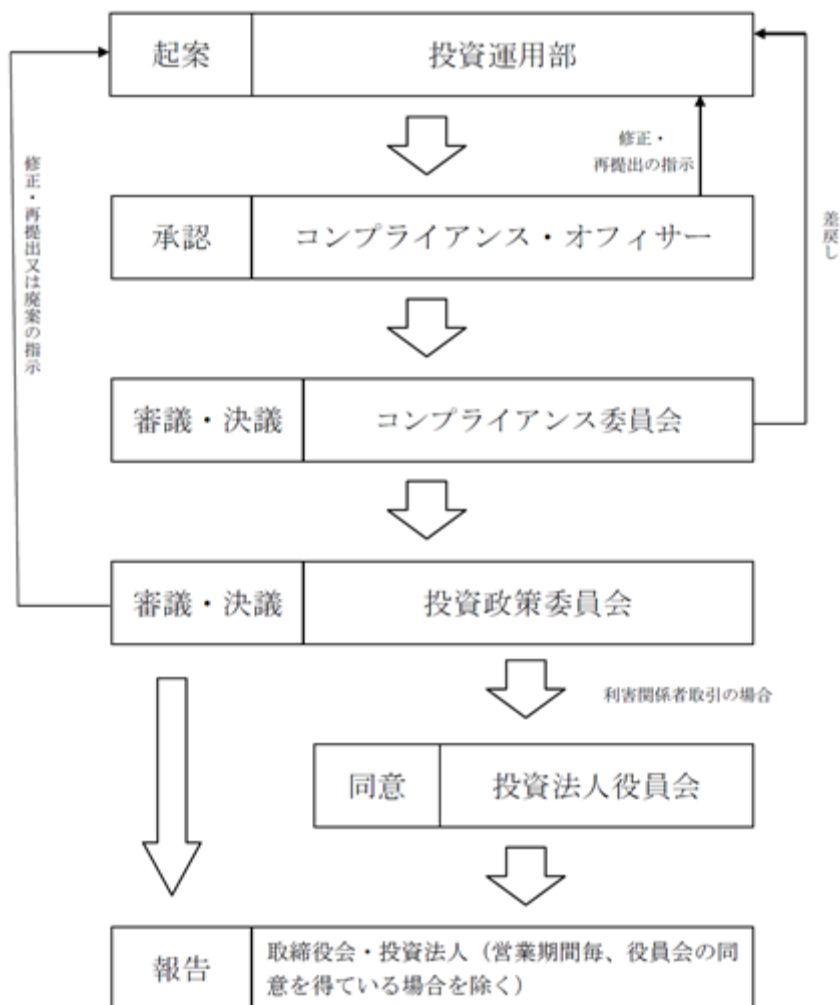 起案
投資運用部
修正・
再提出の指示
修正・再提出又は廃案の指示
承認
コンプライアンス・オフィサー
差戻し
審議・決議
コンプライアンス委員会
審議・決議
投資政策委員会
利害関係者取引の場合
同意
投資法人役員会
報告
取締役会・投資法人（営業期間毎、役員会の同
意を得ている場合を除く）